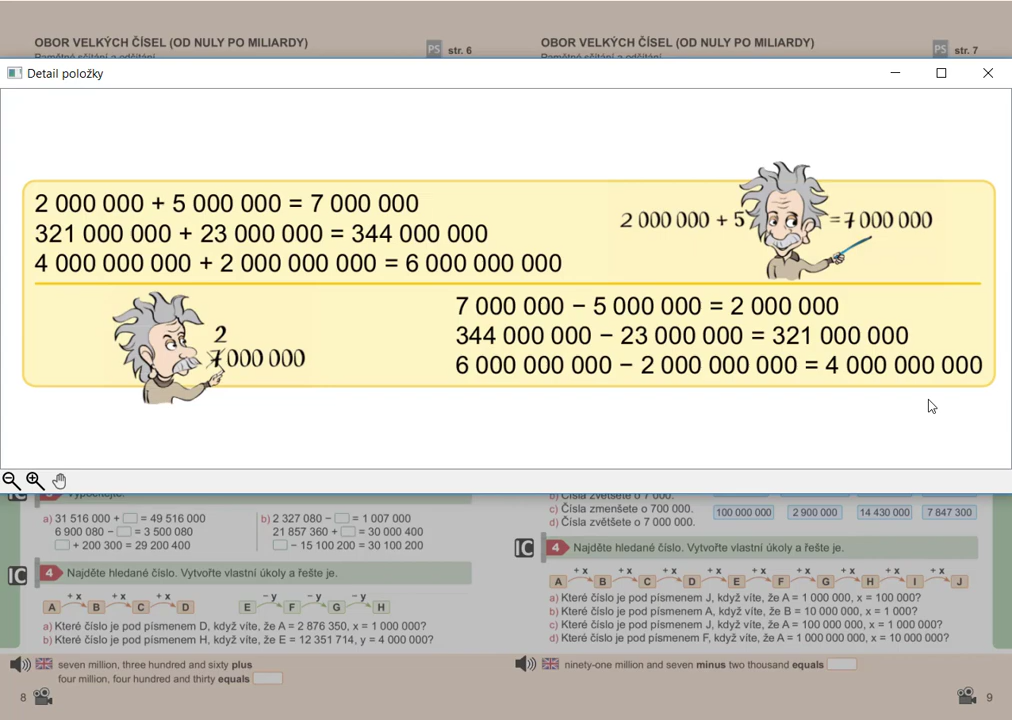 OBOR VELKÝCH ČÍSEL (OD NULY PO MILIARDY)
PS str. 6
OBOR VELKÝCH ČÍSEL (OD NULY PO MILIARDY)
PS str. 7
Detail položky
2 000 000 + 5 000 000 = 7 000 000
321 000 000 + 23 000 000 = 344 000 000
4 000 000 000 + 2 000 000 000 = 6 000 000 000
2 000 000 + 5 = 7 000 000
2
7 000 000
7 000 000 − 5 000 000 = 2 000 000
344 000 000 − 23 000 000 = 321 000 000
6 000 000 000 − 2 000 000 000 = 4 000 000 000
a) 31 516 000 + = 49 516 000
6 900 080 − = 3 500 080
+ 200 300 = 29 200 400
b) 2 327 080 − = 1 007 000
21 857 360 + = 30 000 400
− 15 100 200 = 30 100 200
IC 4 Najděte hledané číslo. Vytvořte vlastní úkoly a řešte je.
+ x + x + x
A B C D
− y − y − y
E F G H
a) Které číslo je pod písmenem D, když víte, že A = 2 876 350, x = 1 000 000?
b) Které číslo je pod písmenem H, když víte, že E = 12 351 714, y = 4 000 000?
seven million, three hundred and sixty plus
four million, four hundred and thirty equals
8
b) Čísla zvětšete o 7 000.
c) Čísla zmenšete o 700 000.
d) Čísla zvětšete o 7 000 000.
100 000 000 2 900 000 14 430 000 7 847 300
IC 4 Najděte hledané číslo. Vytvořte vlastní úkoly a řešte je.
+ x + x + x + x + x + x + x + x + x
A B C D E F G H I J
a) Které číslo je pod písmenem J, když víte, že A = 1 000 000, x = 100 000?
b) Které číslo je pod písmenem A, když víte, že B = 10 000 000, x = 1 000?
c) Které číslo je pod písmenem J, když víte, že A = 100 000 000, x = 1 000 000?
d) Které číslo je pod písmenem F, když víte, že A = 1 000 000 000, x = 10 000 000?
ninety-one million and seven minus two thousand equals
9